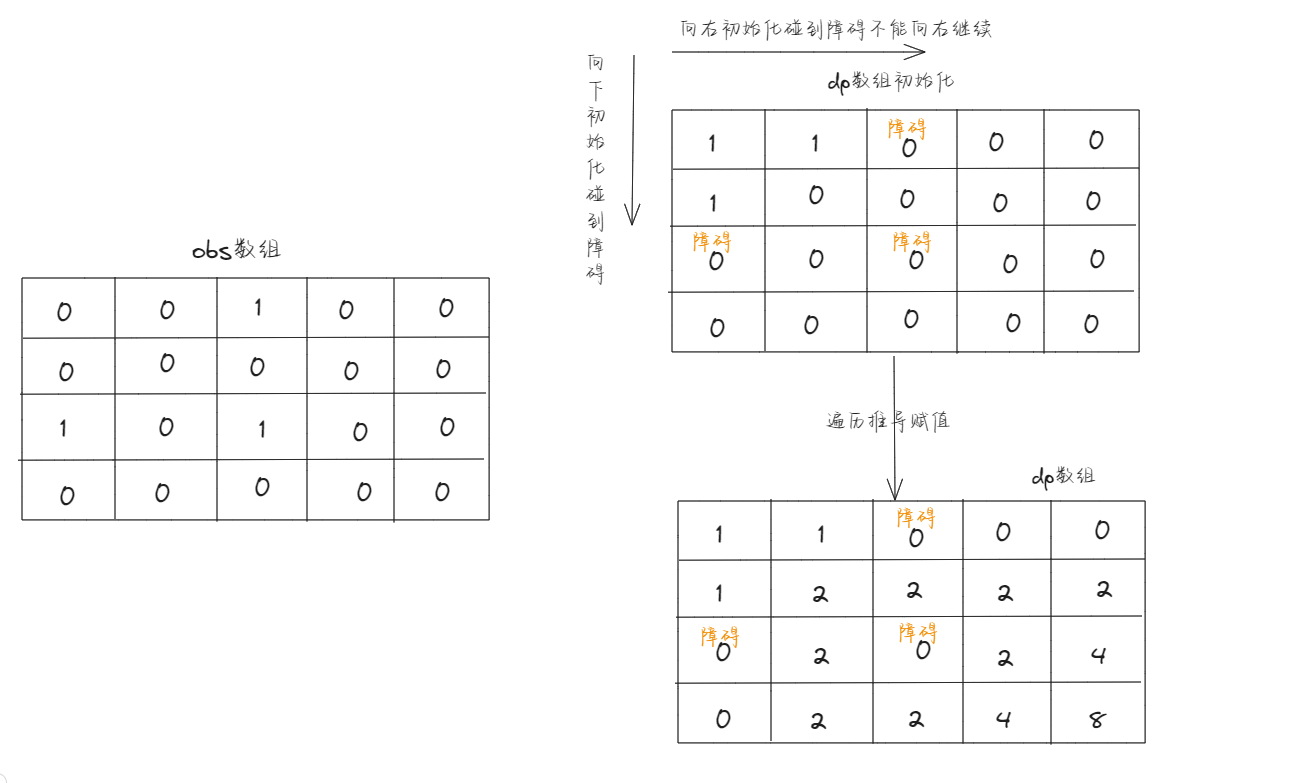 向右初始化碰到障碍不能向右继续
向下初始化碰到障碍
dp数组初始化
1 1 障碍 0 0 0
1 0 0 0 0
障碍 0 0 障碍 0 0 0
0 0 0 0 0
obs数组
0 0 1 0 0
0 0 0 0 0
1 0 1 0 0
0 0 0 0 0
遍历推导赋值
dp数组
1 1 障碍 0 0 0
1 2 2 2 2
障碍 0 2 障碍 0 2 4
0 2 2 4 8